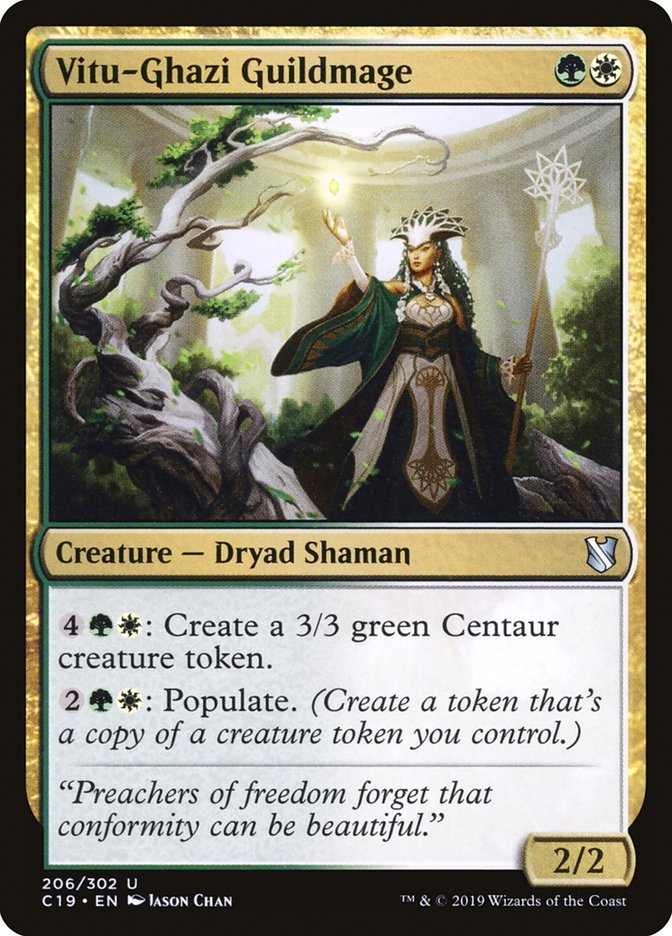 Vitu-Ghazi Guildmage
Creature — Dryad Shaman
4: Create a 3/3 green Centaur
creature token.
2: Populate. (Create a token that's
a copy of a creature token you control.)
“Preachers of freedom forget that
conformity can be beautiful.”
2/2
206/302 U
C19 • EN Jason Chan
™ & © 2019 Wizards of the Coast